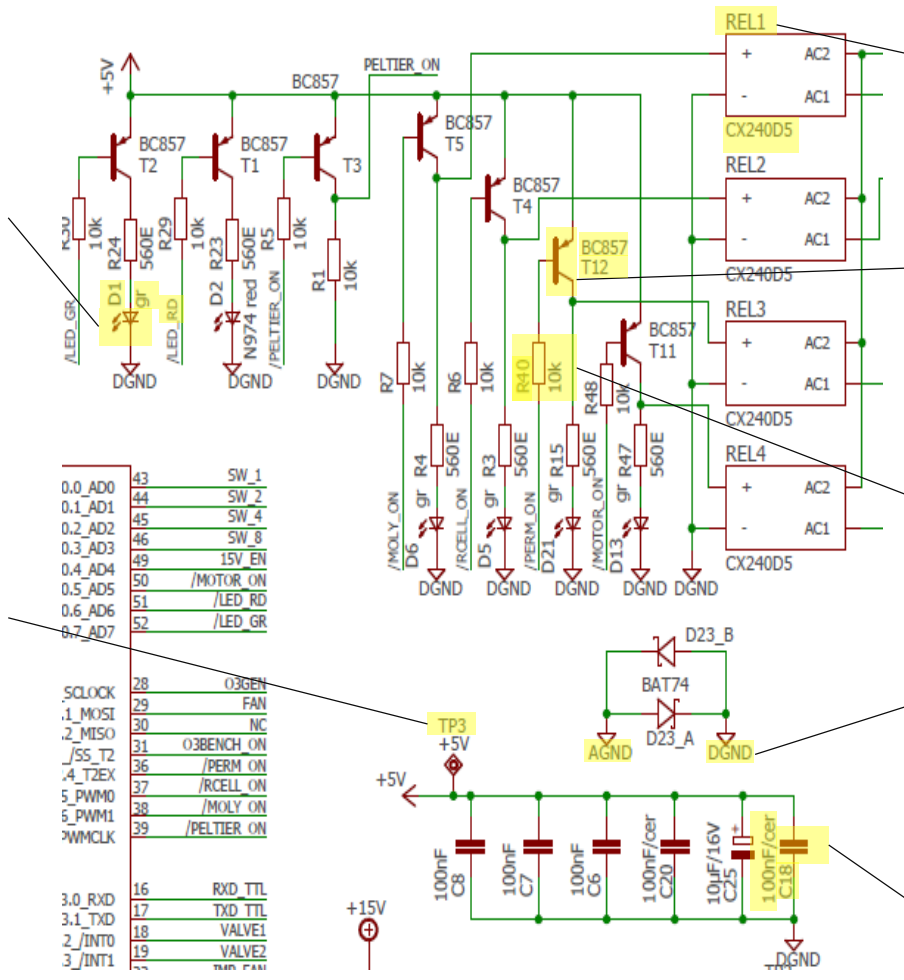 REL1
+ AC2
- AC1
CX240D5
+5V
BC857
PELTIER_ON
BC857
T2
BC857
T1
T3
BC857
T5
BC857
T4
BC857
T12
BC857
T11
REL2
+ AC2
- AC1
CX240D5
REL3
+ AC2
- AC1
CX240D5
REL4
+ AC2
- AC1
CX240D5
10k
R24
560E
R29
10k
R23
560E
R5
10k
R1
10k
/LED_GR
D1
gr
/LED_RD
D2
N974 red
/PELTIER_ON
DGND
DGND
DGND
R7
10k
R6
10k
R40
10k
R48
10k
R4
560E
R3
560E
R15
560E
R47
560E
/MOLY_ON
D6
gr
/RCELL_ON
D5
gr
/PERM_ON
D21
gr
/MOTOR_ON
D13
gr
DGND
DGND
DGND
DGND
DGND
0.0_AD0 43 SW_1
0.1_AD1 44 SW_2
0.2_AD2 45 SW_4
0.3_AD3 46 SW_8
0.4_AD4 49 15V_EN
0.5_AD5 50 /MOTOR_ON
0.6_AD6 51 /LED_RD
0.7_AD7 52 /LED_GR
SCLOCK 28 O3GEN
.1_MOSI 29 FAN
_MISO 30 NC
_/SS_T2 31 O3BENCH_ON
.4_T2EX 36 /PERM_ON
PWM0 37 /RCELL_ON
PWM1 38 /MOLY_ON
PWMCLK 39 /PELTIER_ON
3.0_RXD 16 RXD_TTL
3.1_TXD 17 TXD_TTL
_/INT0 18 VALVE1
_/INT1 19 VALVE2
D23_B
BAT74
D23_A
AGND
DGND
TP3
+5V
+5V
100nF
C8
100nF
C7
100nF
C6
100nF/cer
C20
+
10µF/16V
C25
100nF/cer
C18
DGND
+15V